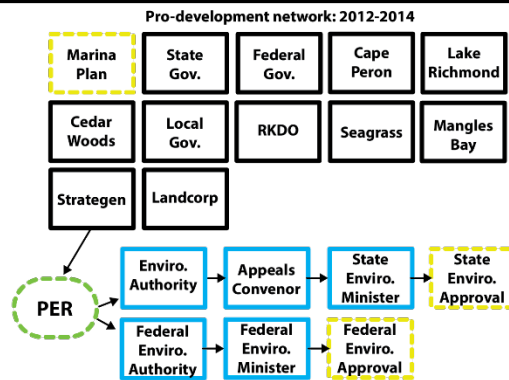 Pro-development network: 2012-2014
Marina
Plan
State
Gov.
Federal
Gov.
Cape
Peron
Lake
Richmond
Cedar
Woods
Local
Gov.
RKDO
Seagrass
Mangles
Bay
Strategen
Landcorp
PER
Enviro.
Authority
Appeals
Convenor
State
Enviro.
Minister
State
Enviro.
Approval
Federal
Enviro.
Authority
Federal
Enviro.
Minister
Federal
Enviro.
Approval